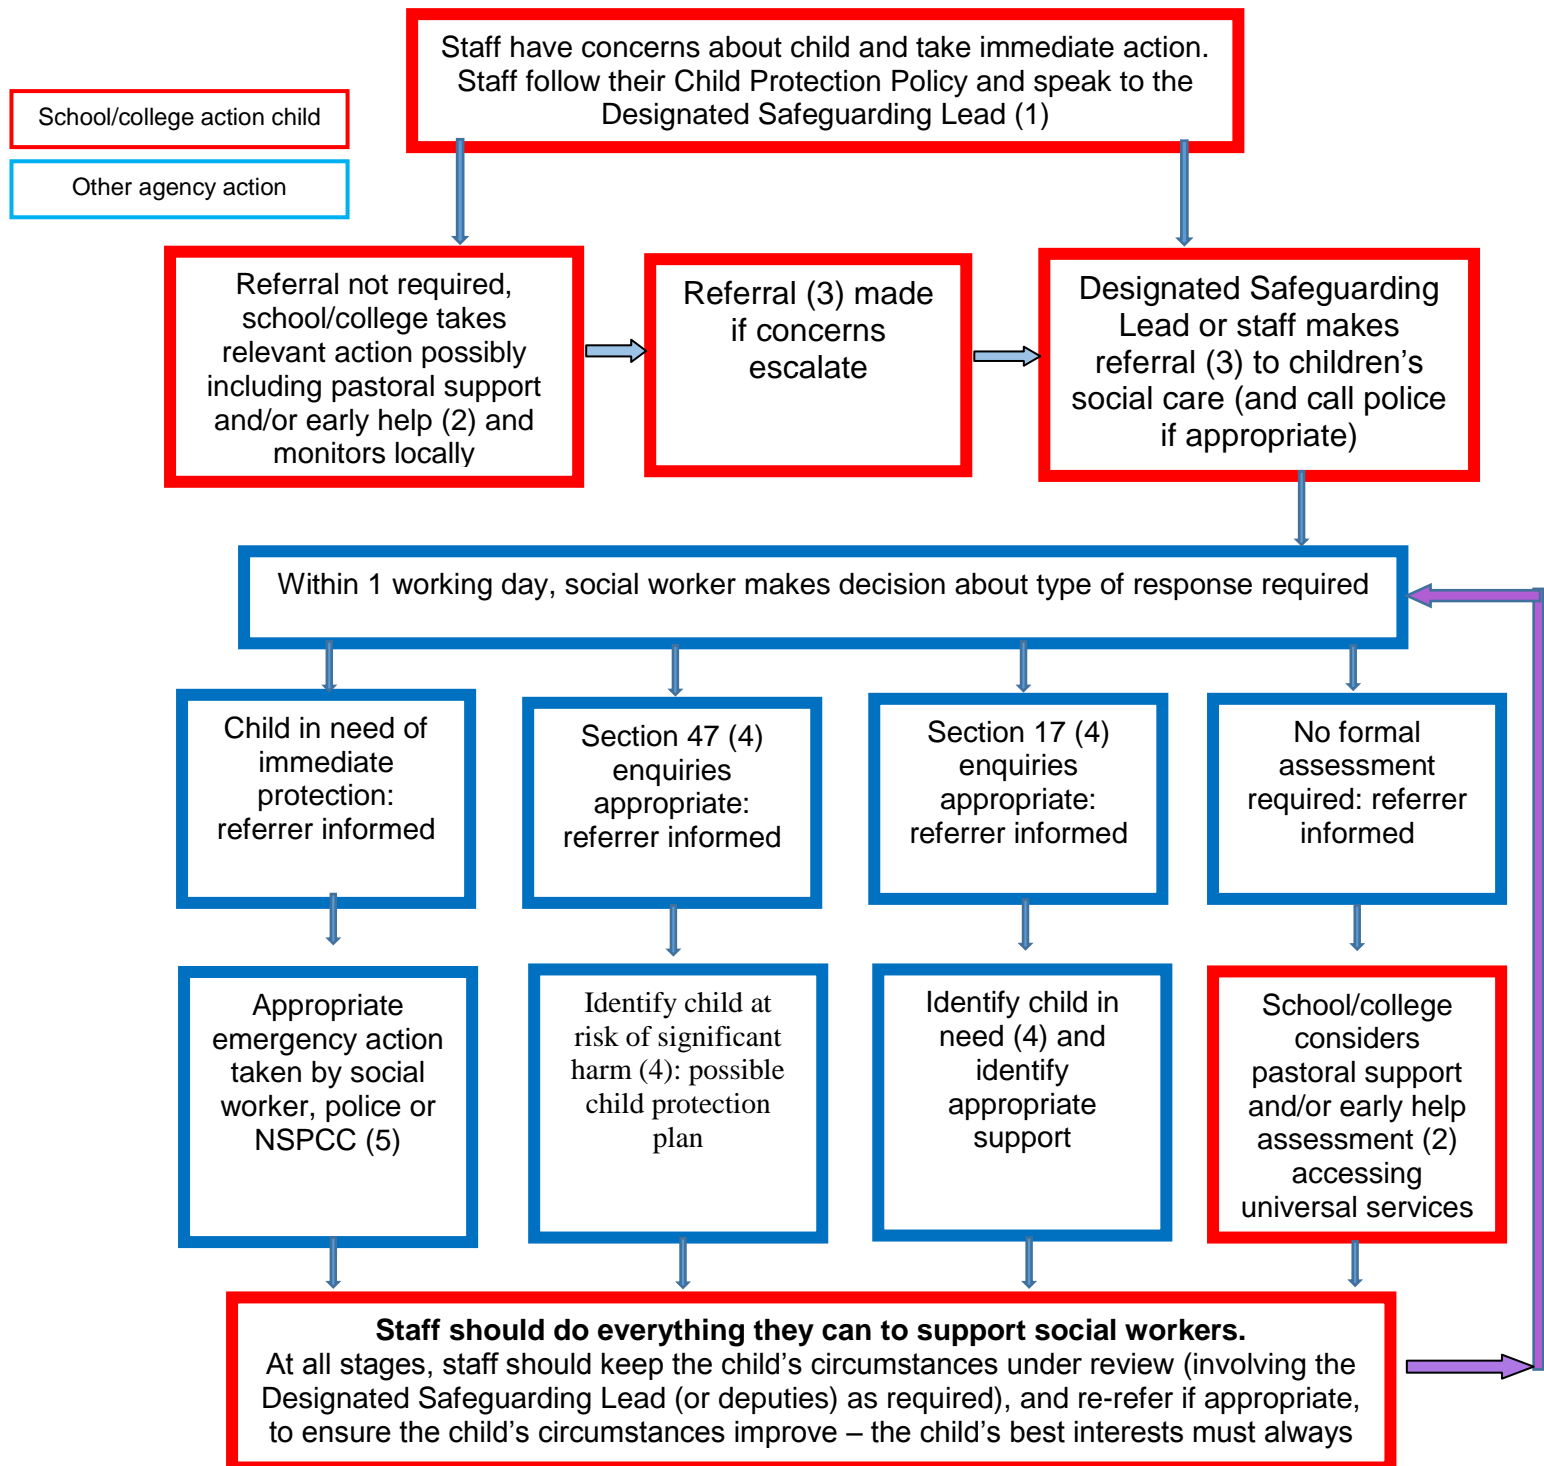 Staff have concerns about child and take immediate action.
Staff follow their Child Protection Policy and speak to the
Designated Safeguarding Lead (1)
School/college action child
Other agency action
Referral not required,
school/college takes
relevant action possibly
including pastoral support
and/or early help (2) and
monitors locally
Referral (3) made
if concerns
escalate
Designated Safeguarding
Lead or staff makes
referral (3) to children’s
social care (and call police
if appropriate)
Within 1 working day, social worker makes decision about type of response required
Child in need of
immediate
protection:
referrer informed
Section 47 (4)
enquiries
appropriate:
referrer informed
Section 17 (4)
enquiries
appropriate:
referrer informed
No formal
assessment
required: referrer
informed
Appropriate
emergency action
taken by social
worker, police or
NSPCC (5)
Identify child at
risk of significant
harm (4): possible
child protection
plan
Identify child in
need (4) and
identify
appropriate
support
School/college
considers
pastoral support
and/or early help
assessment (2)
accessing
universal services
Staff should do everything they can to support social workers.
At all stages, staff should keep the child’s circumstances under review (involving the
Designated Safeguarding Lead (or deputies) as required), and re-refer if appropriate,
to ensure the child’s circumstances improve – the child’s best interests must always